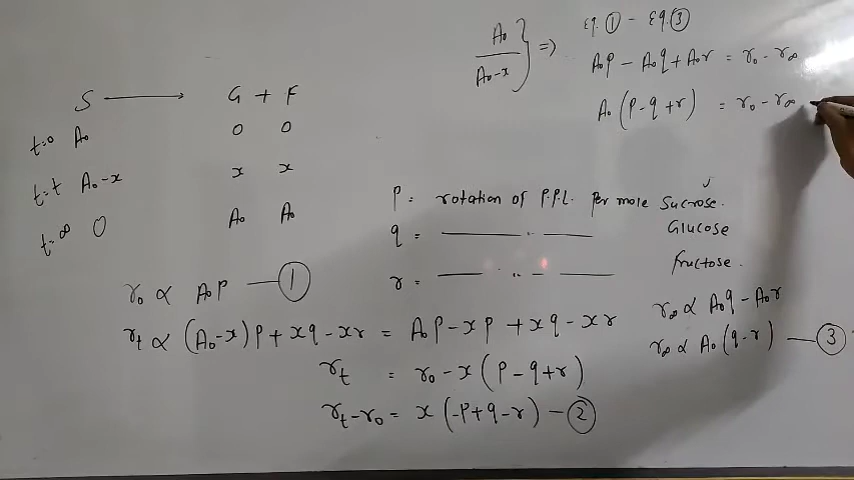 A₀ / (A₀-x) } =>
Eq. ① - Eq. ③
A₀p - A₀q + A₀r = r₀ - r∞
A₀(p-q+r) = r₀ - r∞
S ⟶ G + F
t=0 A₀ 0 0
t=t A₀-x x x
t=∞ 0 A₀ A₀
p = rotation of P.P.L. Per mole Sucrose.
q = —— " —— Glucose
r = —— " —— fructose.
r₀ ∝ A₀p — ①
r∞ ∝ A₀q - A₀r
rt ∝ (A₀-x)p + xq - xr = A₀p - xp + xq - xr
r∞ ∝ A₀(q-r) — ③
rt = r₀ - x(p-q+r)
rt - r₀ = x(-p+q-r) — ②